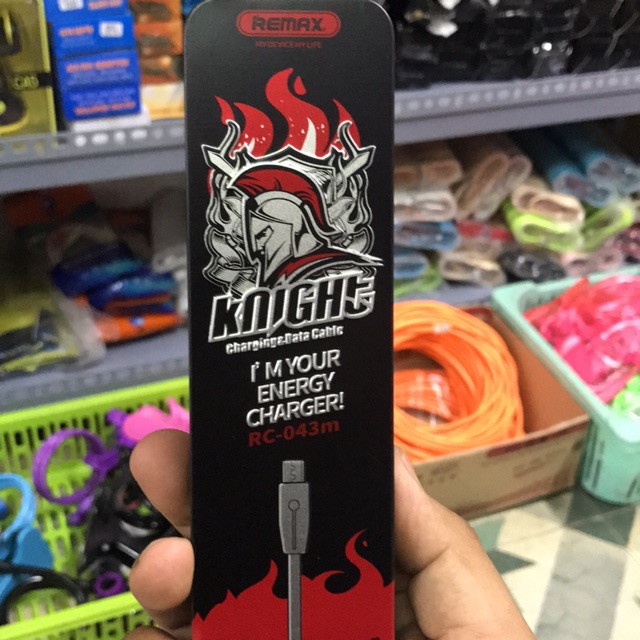 REMAX
MY DEVICE MY LIFE
KNIGHT
Charging&Data Cable
I'M YOUR
ENERGY
CHARGER!
RC-043m